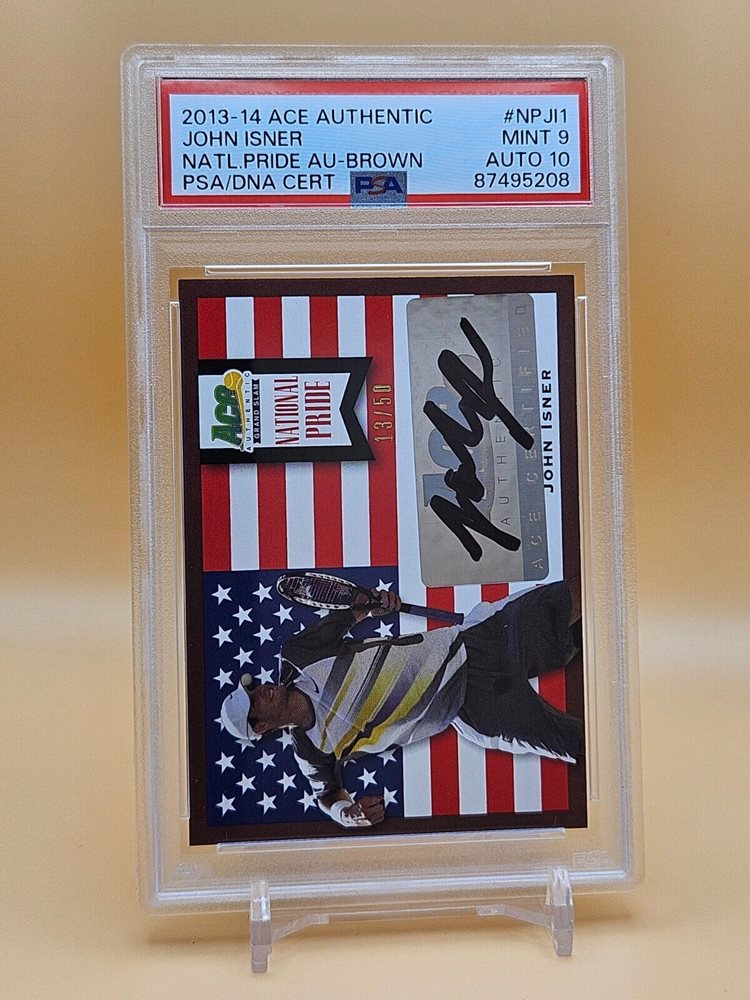 2013-14 ACE AUTHENTIC #NPJI1
JOHN ISNER MINT 9
NATL.PRIDE AU-BROWN AUTO 10
PSA/DNA CERT PSA 87495208
ACE
AUTHENTIC
GRAND SLAM
NATIONAL
PRIDE
13/50
AUTHENTIC
ACE CERTIFIED
JOHN ISNER